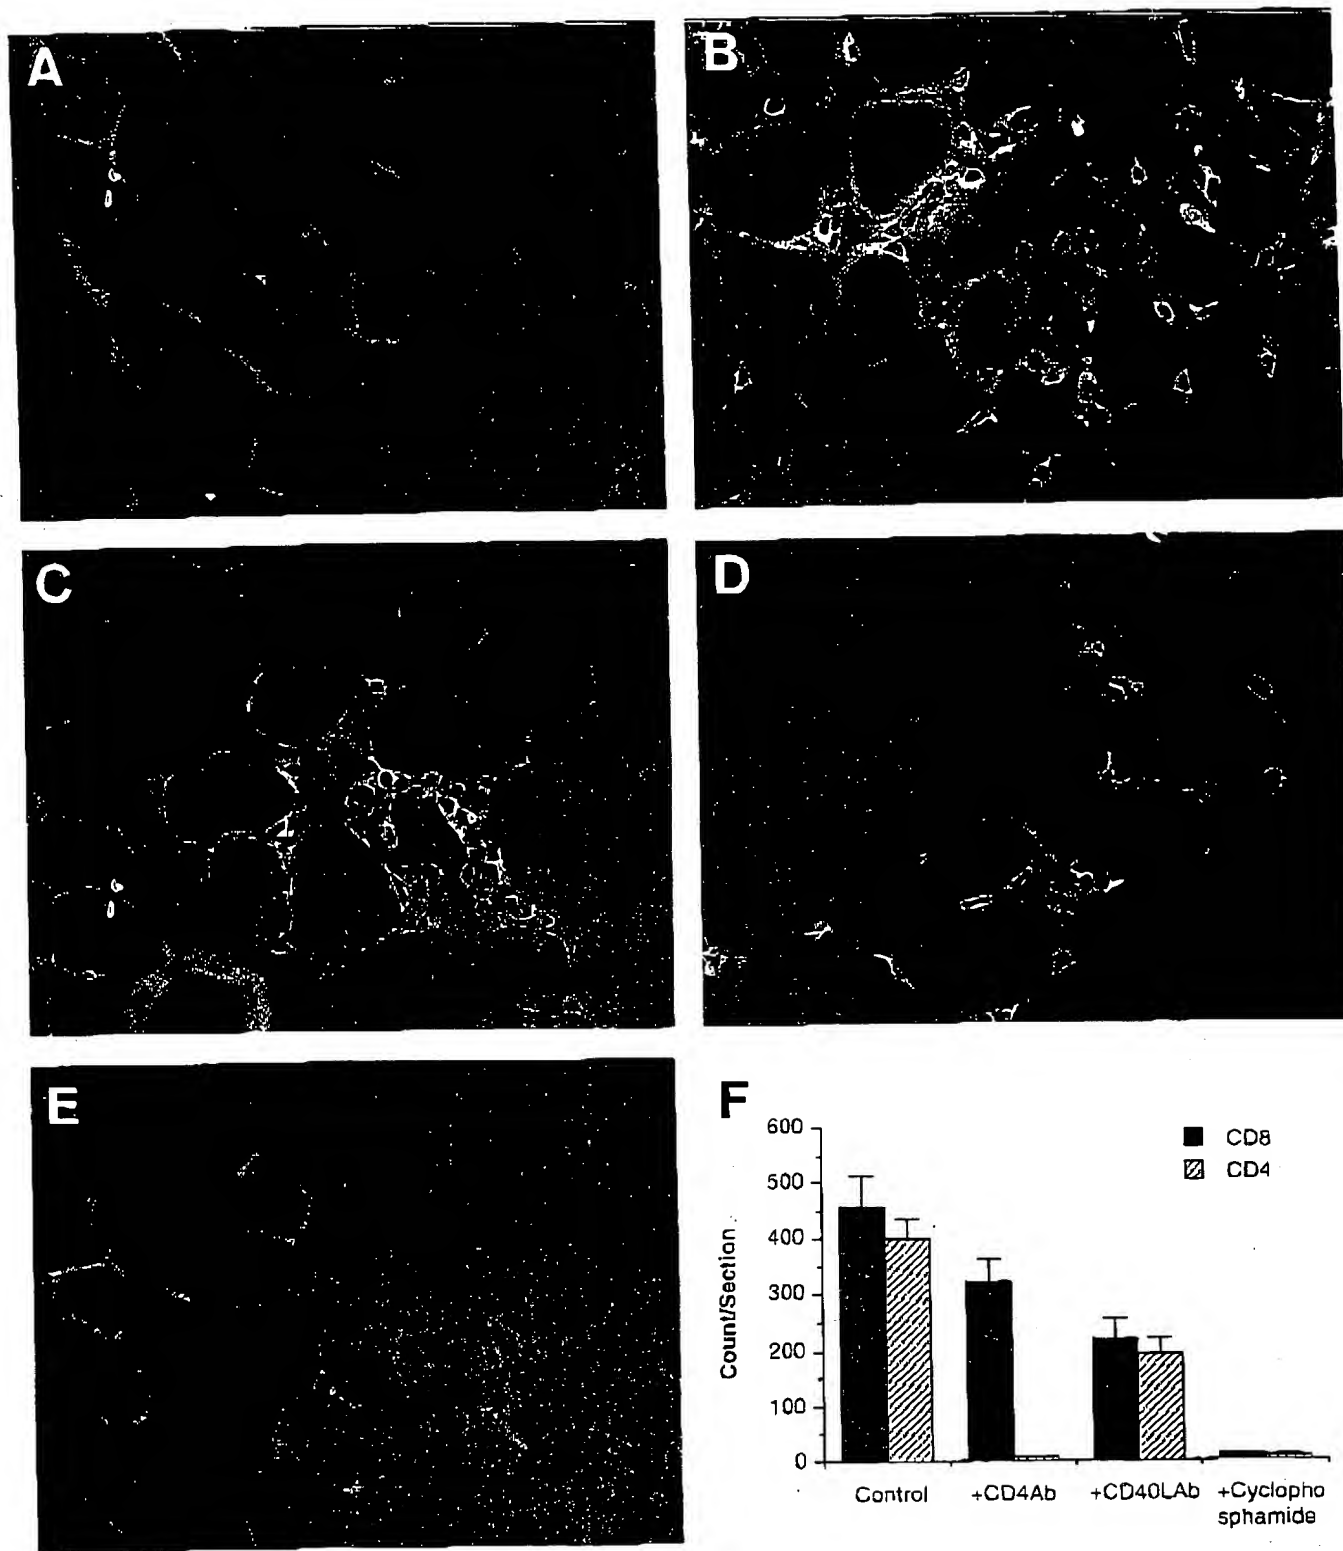 A
B
C
D
E
F
600
500
400
300
200
100
0
Count/Section
CD8
CD4
Control
+CD4Ab
+CD40LAb
+Cyclopho
sphamide